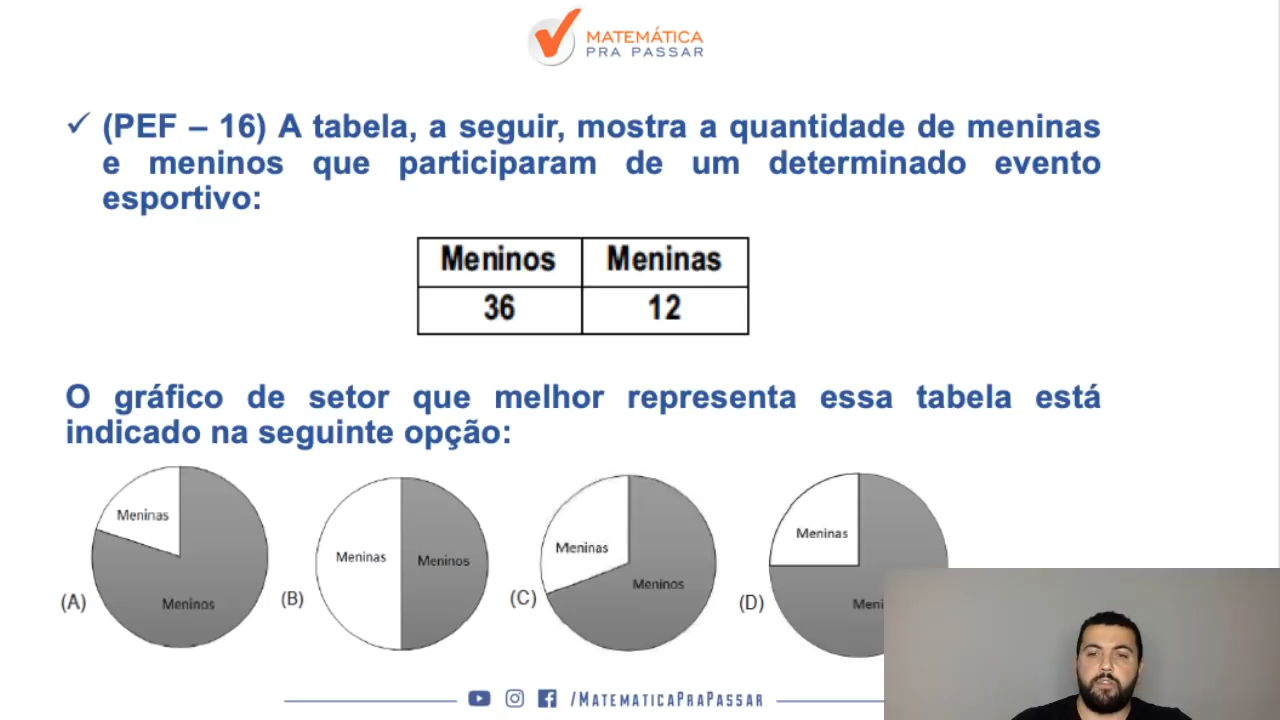 MATEMÁTICA
PRA PASSAR
✓ (PEF – 16) A tabela, a seguir, mostra a quantidade de meninas
e meninos que participaram de um determinado evento
esportivo:
Meninos Meninas
36 12
O gráfico de setor que melhor representa essa tabela está
indicado na seguinte opção:
(A) Meninas Meninos
(B) Meninas Meninos
(C) Meninas Meninos
(D) Meninas Meni
/MATEMATICAPRAPASSAR